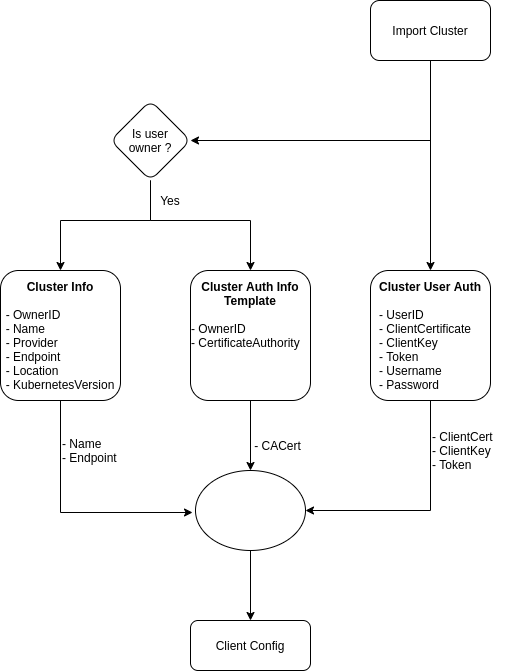 Import Cluster
Is user
owner ?
Yes
Cluster Info
- OwnerID
- Name
- Provider
- Endpoint
- Location
- KubernetesVersion
Cluster Auth Info
Template
- OwnerID
- CertificateAuthority
Cluster User Auth
- UserID
- ClientCertificate
- ClientKey
- Token
- Username
- Password
- Name
- Endpoint
- CACert
- ClientCert
- ClientKey
- Token
Client Config